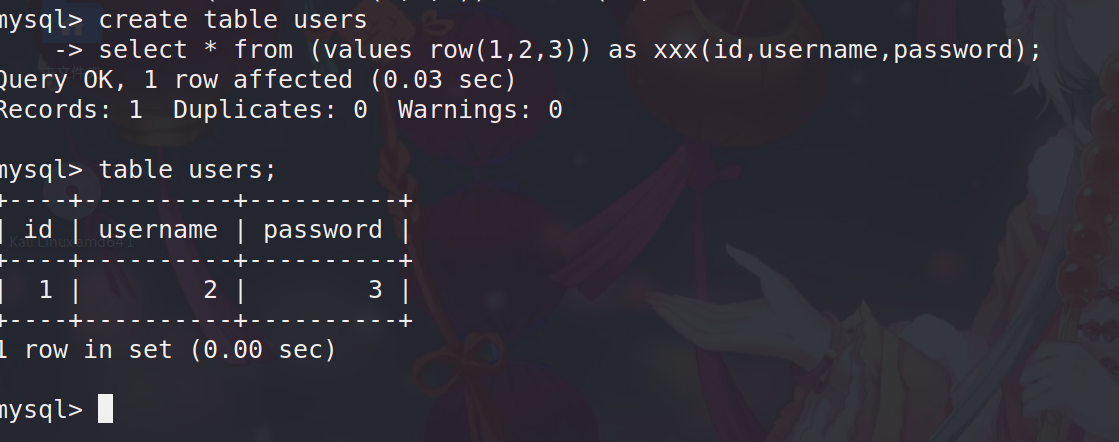 mysql> create table users
    -> select * from (values row(1,2,3)) as xxx(id,username,password);
Query OK, 1 row affected (0.03 sec)
Records: 1  Duplicates: 0  Warnings: 0

mysql> table users;
+----+----------+----------+
| id | username | password |
+----+----------+----------+
|  1 |        2 |        3 |
+----+----------+----------+
1 row in set (0.00 sec)

mysql>